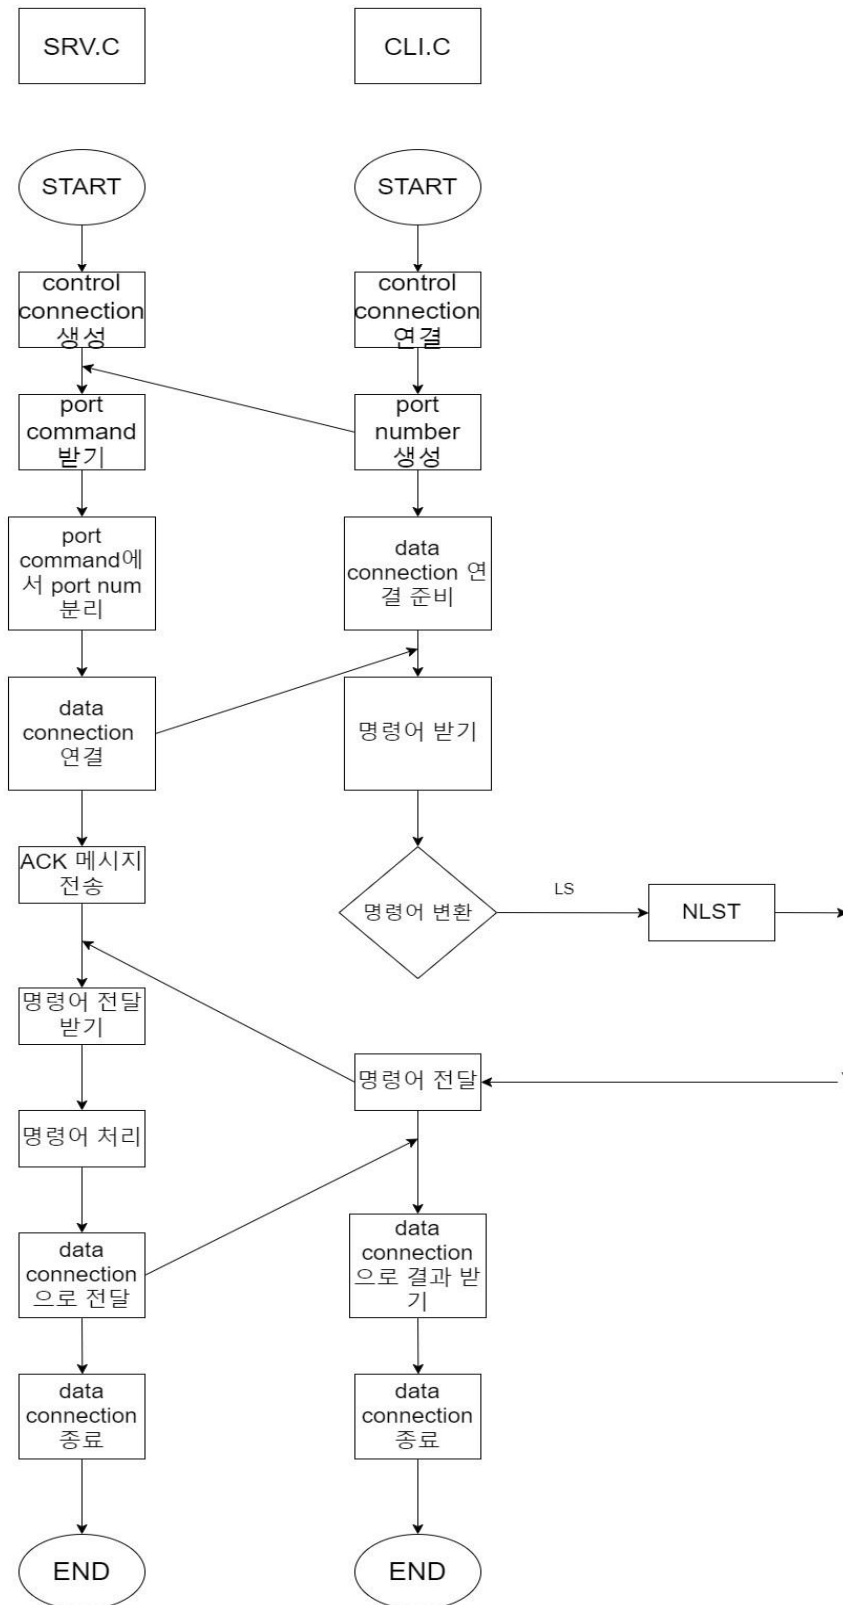 SRV.C
CLI.C
START
START
control
connection
생성
control
connection
연결
port
command
받기
port
number
생성
port
command에
서 port num
분리
data
connection 연
결 준비
data
connection
연결
명령어 받기
ACK 메시지
전송
명령어 변환
LS
NLST
명령어 전달
받기
명령어 전달
명령어 처리
data
connection
으로 전달
data
connection
으로 결과 받
기
data
connection
종료
data
connection
종료
END
END